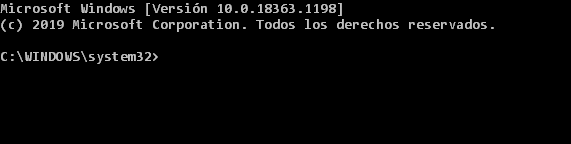 Microsoft Windows [Versión 10.0.18363.1198]
(c) 2019 Microsoft Corporation. Todos los derechos reservados.
C:\WINDOWS\system32>